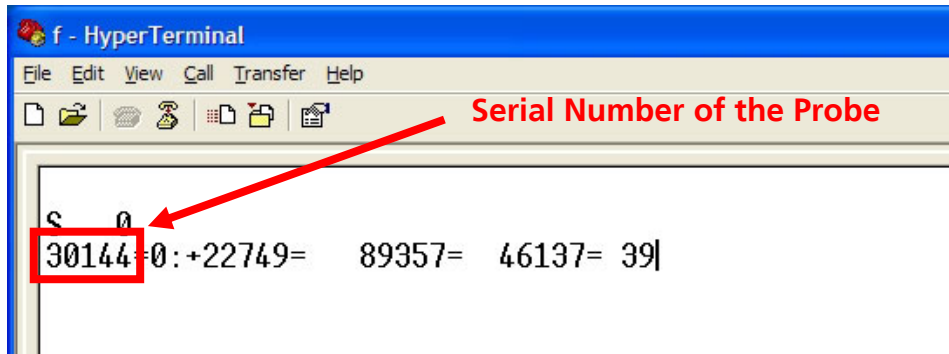 f - HyperTerminal
File Edit View Call Transfer Help
Serial Number of the Probe
S 0
30144=0:+22749= 89357= 46137= 39